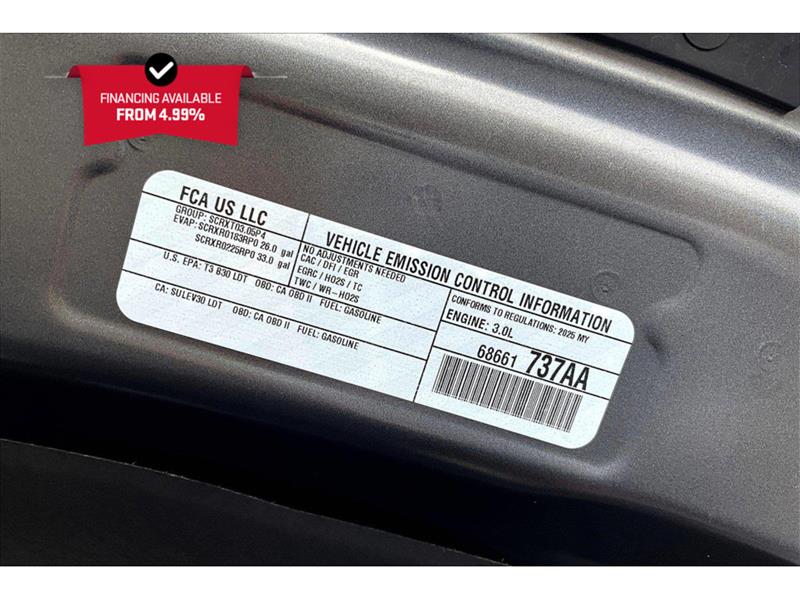 FINANCING AVAILABLE
FROM 4.99%
FCA US LLC
GROUP: SCRXT03.05P4
EVAP: SCRXR0183RP0 26.0 gal
SCRXR0225RP0 33.0 gal
VEHICLE EMISSION CONTROL INFORMATION
NO ADJUSTMENTS NEEDED
CAC / DFI / EGR
EGRC / HO2S / TC
TWC / WR-HO2S
CONFORMS TO REGULATIONS: 2025 MY
ENGINE: 3.0L
U.S. EPA: T3 B30 LDT OBD: CA OBD II FUEL: GASOLINE
CA: SULEV30 LDT OBD: CA OBD II FUEL: GASOLINE
68661 737AA